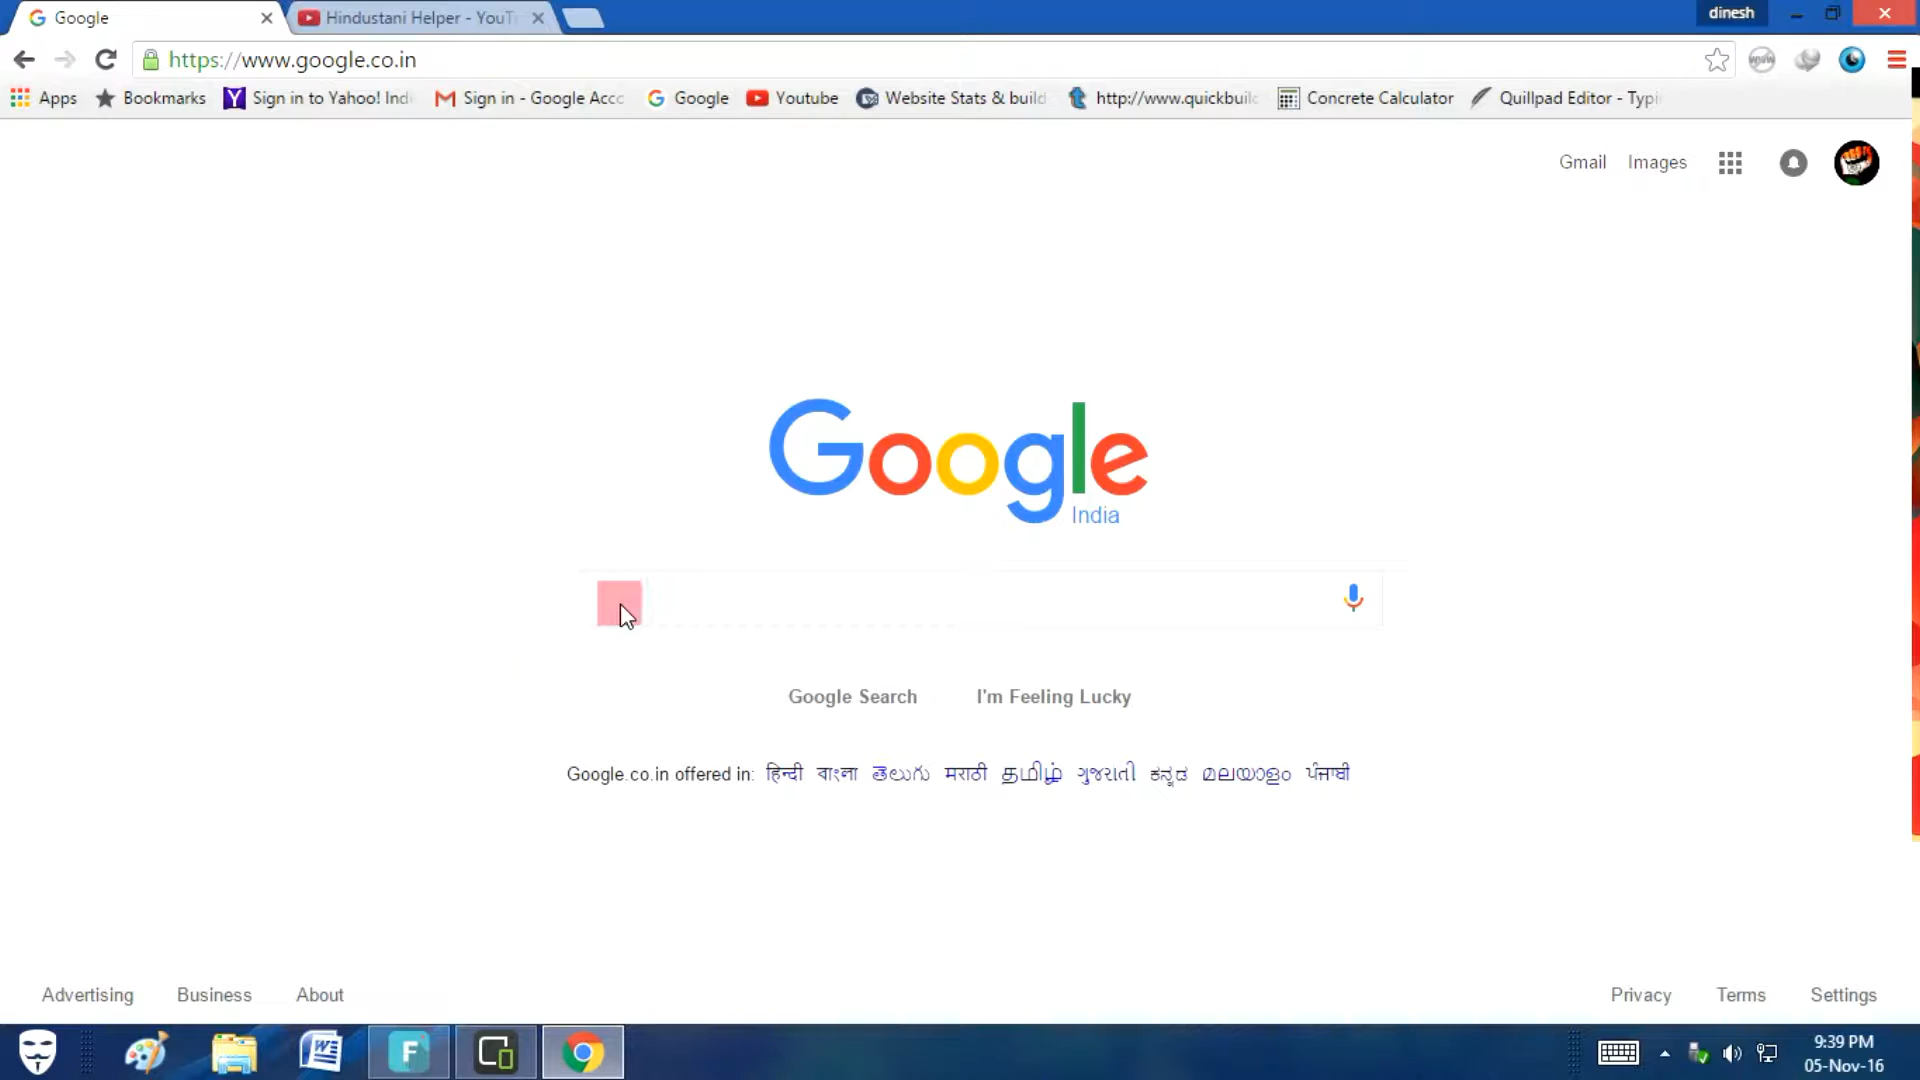 Google
Hindustani Helper - YouT
dinesh
https://www.google.co.in
Apps
Bookmarks
Sign in to Yahoo! Ind
Sign in - Google Acco
Google
Youtube
Website Stats & build
http://www.quickbuil
Concrete Calculator
Quillpad Editor - Typi
Gmail
Images
Google
India
Google Search
I'm Feeling Lucky
Google.co.in offered in: हिन्दी বাংলা తెలుగు मराठी தமிழ் ગુજરાતી ಕನ್ನಡ മലയാളം ਪੰਜਾਬੀ
Advertising
Business
About
Privacy
Terms
Settings
F
9:39 PM
05-Nov-16